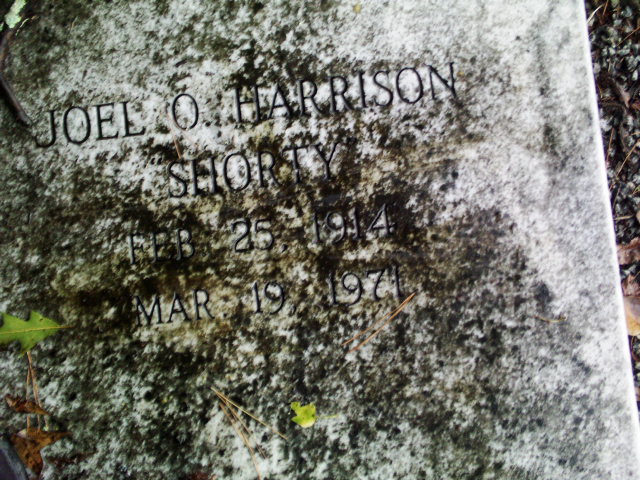 JOEL O HARRISON
"SHORTY"
FEB 25, 1914
MAR 19 1971